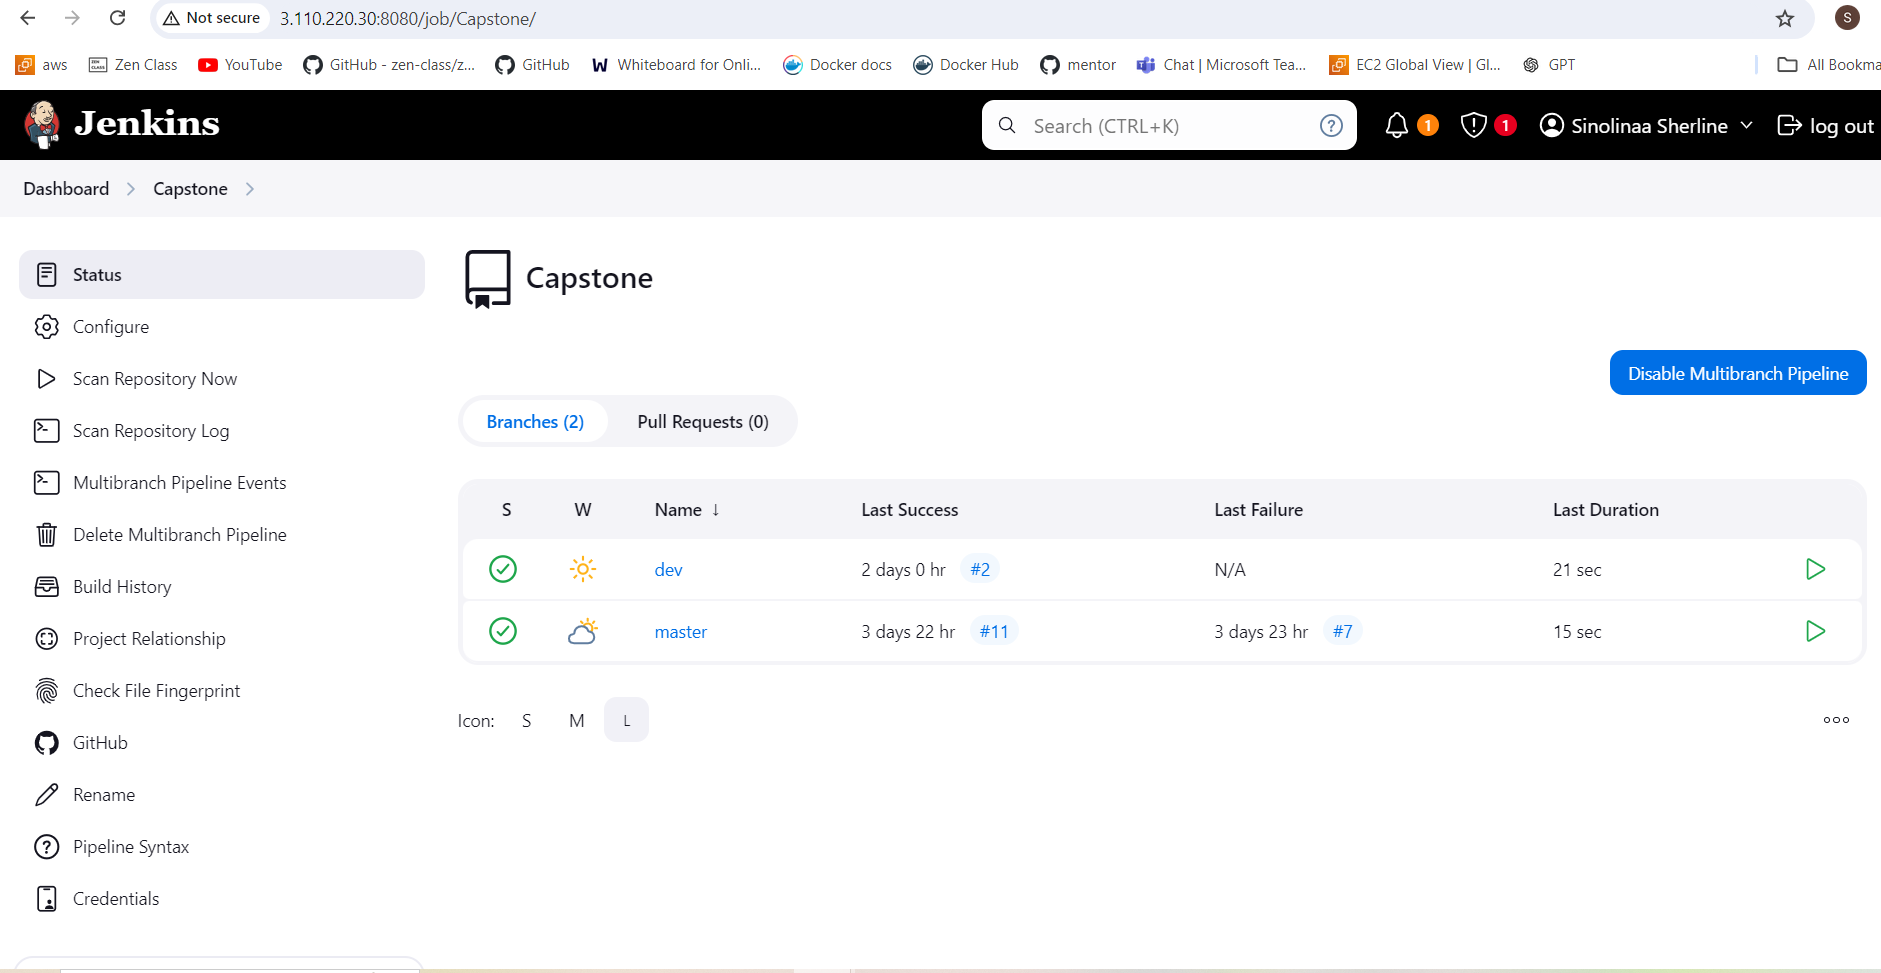 Not secure 3.110.220.30:8080/job/Capstone/ S
aws Zen Class YouTube GitHub - zen-class/z... GitHub Whiteboard for Onli... Docker docs Docker Hub mentor Chat | Microsoft Tea... EC2 Global View | Gl... GPT All Bookma
Jenkins Search (CTRL+K) ? 1 1 Sinolinaa Sherline log out
Dashboard Capstone
Status
Configure
Scan Repository Now
Scan Repository Log
Multibranch Pipeline Events
Delete Multibranch Pipeline
Build History
Project Relationship
Check File Fingerprint
GitHub
Rename
Pipeline Syntax
Credentials
Capstone
Disable Multibranch Pipeline
Branches (2) Pull Requests (0)
S W Name ↓ Last Success Last Failure Last Duration
dev 2 days 0 hr #2 N/A 21 sec
master 3 days 22 hr #11 3 days 23 hr #7 15 sec
Icon: S M L